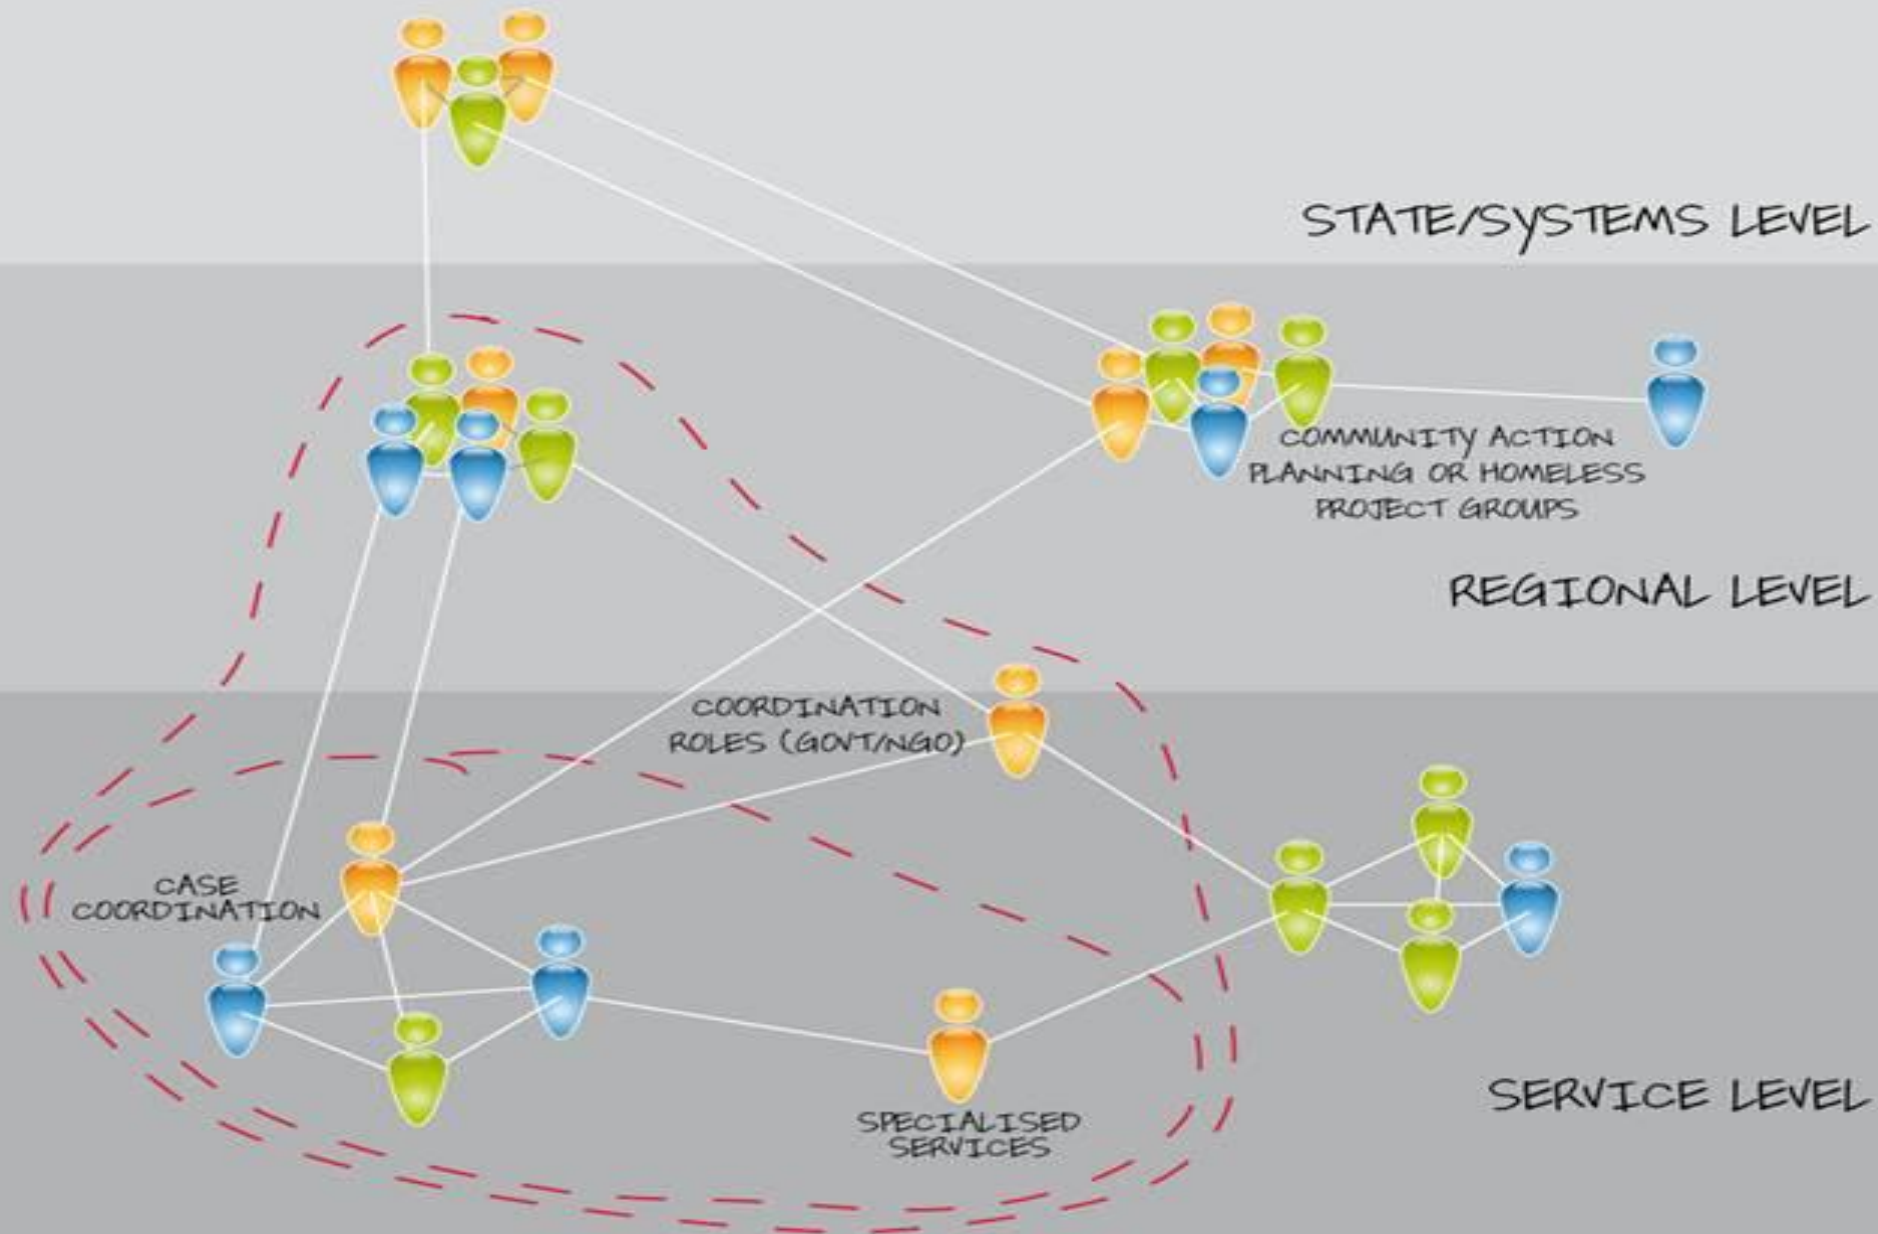 STATE/SYSTEMS LEVEL
COMMUNITY ACTION
PLANNING OR HOMELESS
PROJECT GROUPS
REGIONAL LEVEL
COORDINATION
ROLES (GOVT/NGO)
CASE
COORDINATION
SPECIALISED
SERVICES
SERVICE LEVEL